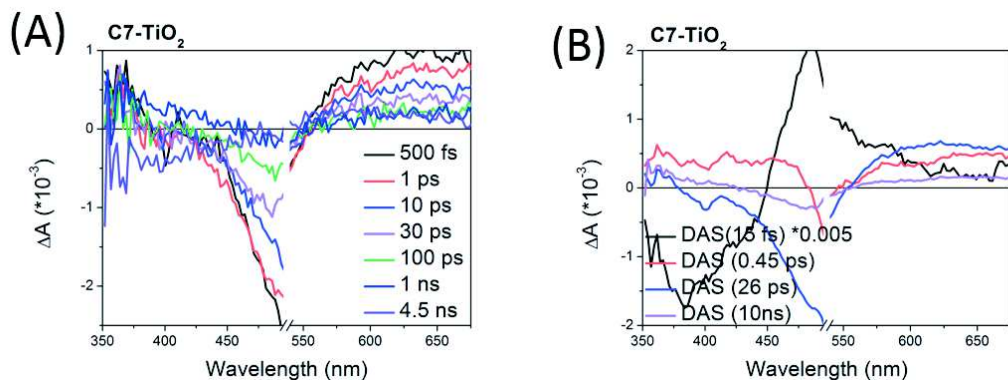 (A)
C7-TiO₂
1
0
-1
-2
350 400 450 550 600 650
ΔA (*10⁻³)
Wavelength (nm)
500 fs
1 ps
10 ps
30 ps
100 ps
1 ns
4.5 ns
(B)
C7-TiO₂
2
1
0
-1
-2
350 400 450 550 600 650
ΔA (*10⁻³)
Wavelength (nm)
DAS (15 fs) *0.005
DAS (0.45 ps)
DAS (26 ps)
DAS (10ns)